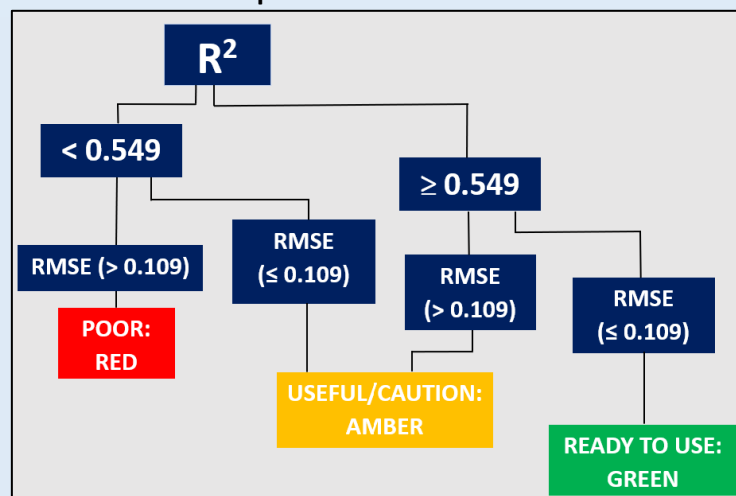 R²
< 0.549
≥ 0.549
RMSE (> 0.109)
RMSE
(≤ 0.109)
RMSE
(> 0.109)
RMSE
(≤ 0.109)
POOR:
RED
USEFUL/CAUTION:
AMBER
READY TO USE:
GREEN